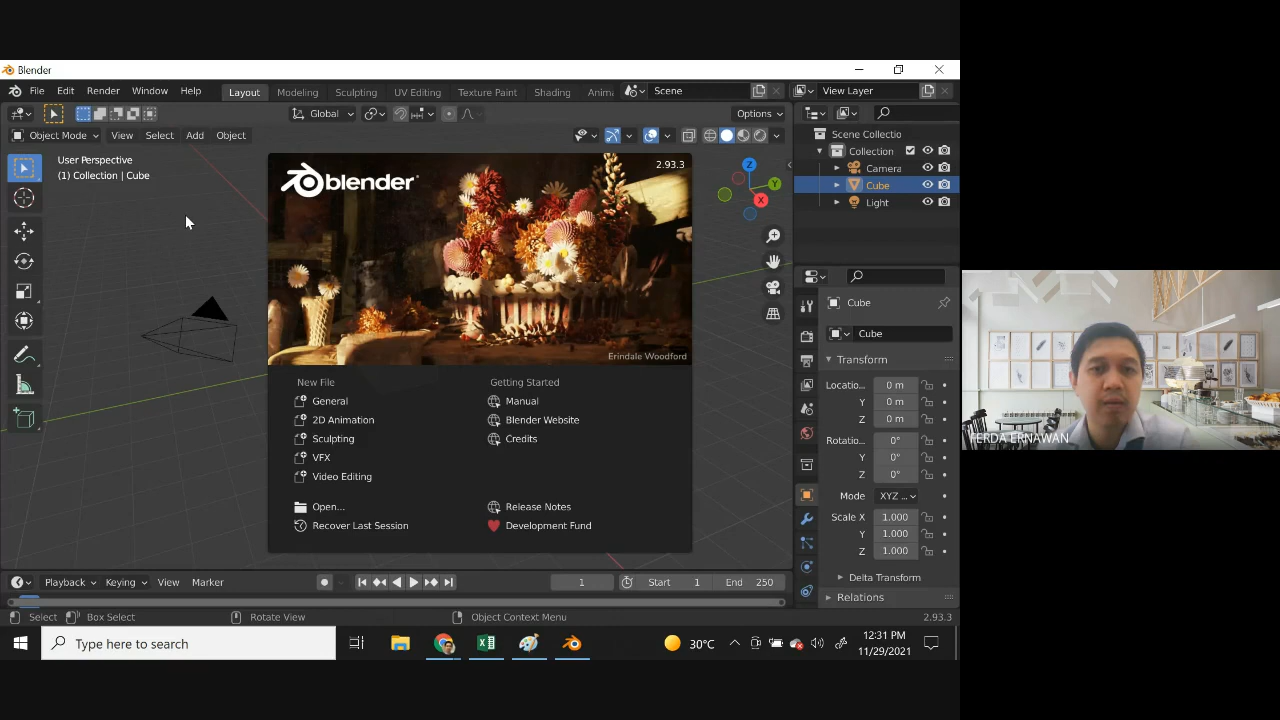 Blender
File Edit Render Window Help Layout Modeling Sculpting UV Editing Texture Paint Shading Anim Scene View Layer
Global Options
Object Mode View Select Add Object
User Perspective
(1) Collection | Cube
2.93.3
blender
Z
Y
X
Erindale Woodford
New File
General
2D Animation
Sculpting
VFX
Video Editing
Open...
Recover Last Session
Getting Started
Manual
Blender Website
Credits
Release Notes
Development Fund
Scene Collectio
Collection
Camera
Cube
Light
Cube
Cube
Transform
Locatio... 0 m
Y 0 m
Z 0 m
Rotatio... 0°
Y 0°
Z 0°
Mode XYZ ...
Scale X 1.000
Y 1.000
Z 1.000
Delta Transform
Relations
Playback Keying View Marker 1 Start 1 End 250
Select Box Select Rotate View Object Context Menu 2.93.3
Type here to search 30°C 12:31 PM
11/29/2021
FERDA ERNAWAN